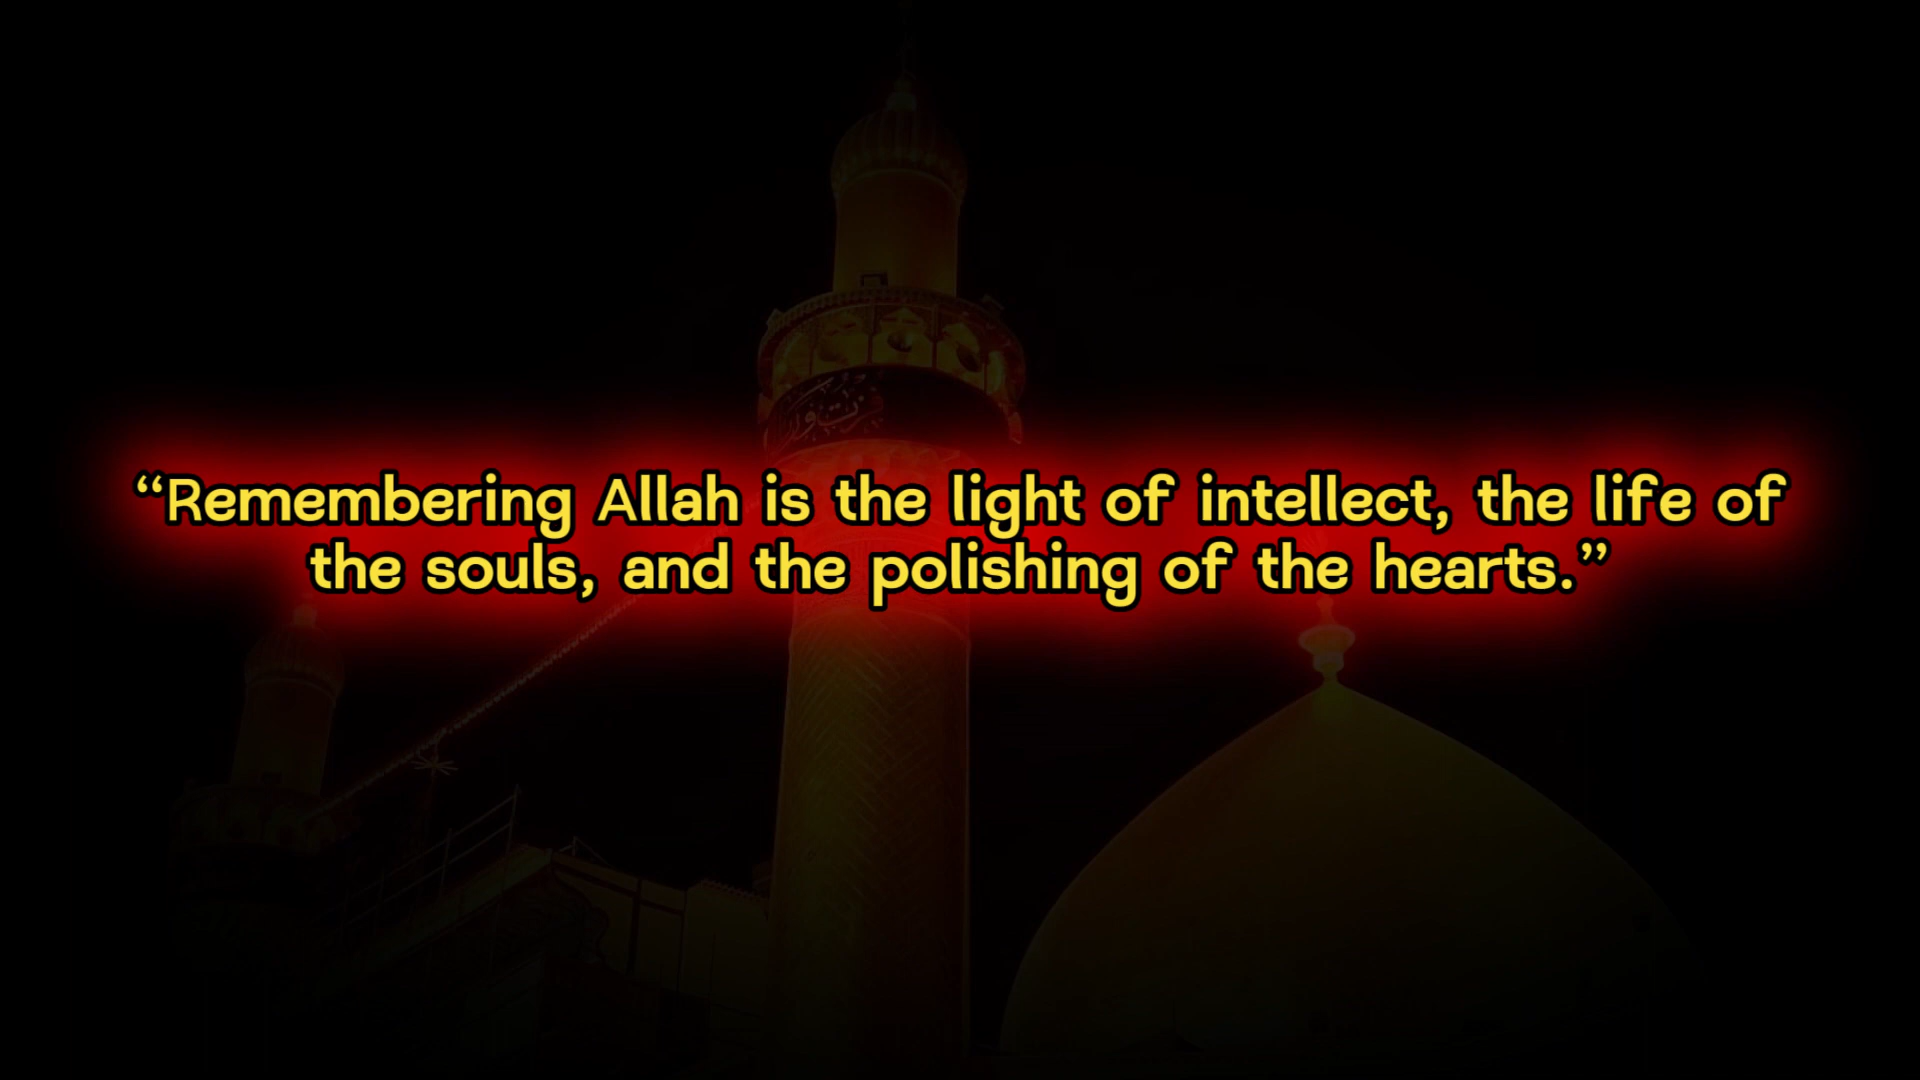 “Remembering Allah is the light of intellect, the life of
the souls, and the polishing of the hearts.”